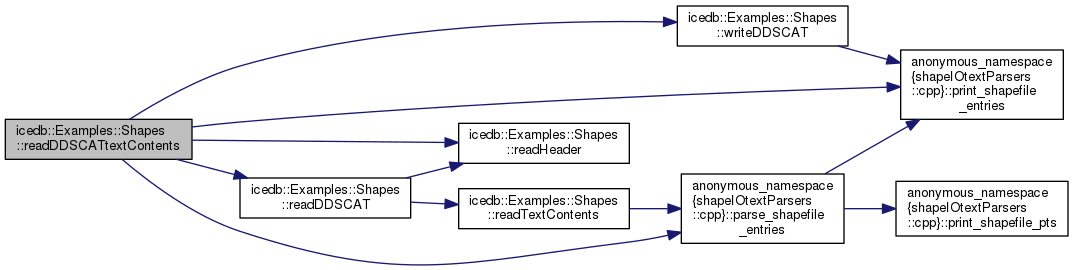 icedb::Examples::Shapes
::readDDSCATtextContents
icedb::Examples::Shapes
::writeDDSCAT
icedb::Examples::Shapes
::readHeader
icedb::Examples::Shapes
::readDDSCAT
icedb::Examples::Shapes
::readTextContents
anonymous_namespace
{shapeIOtextParsers
::cpp}::parse_shapefile
_entries
anonymous_namespace
{shapeIOtextParsers
::cpp}::print_shapefile
_entries
anonymous_namespace
{shapeIOtextParsers
::cpp}::print_shapefile_pts